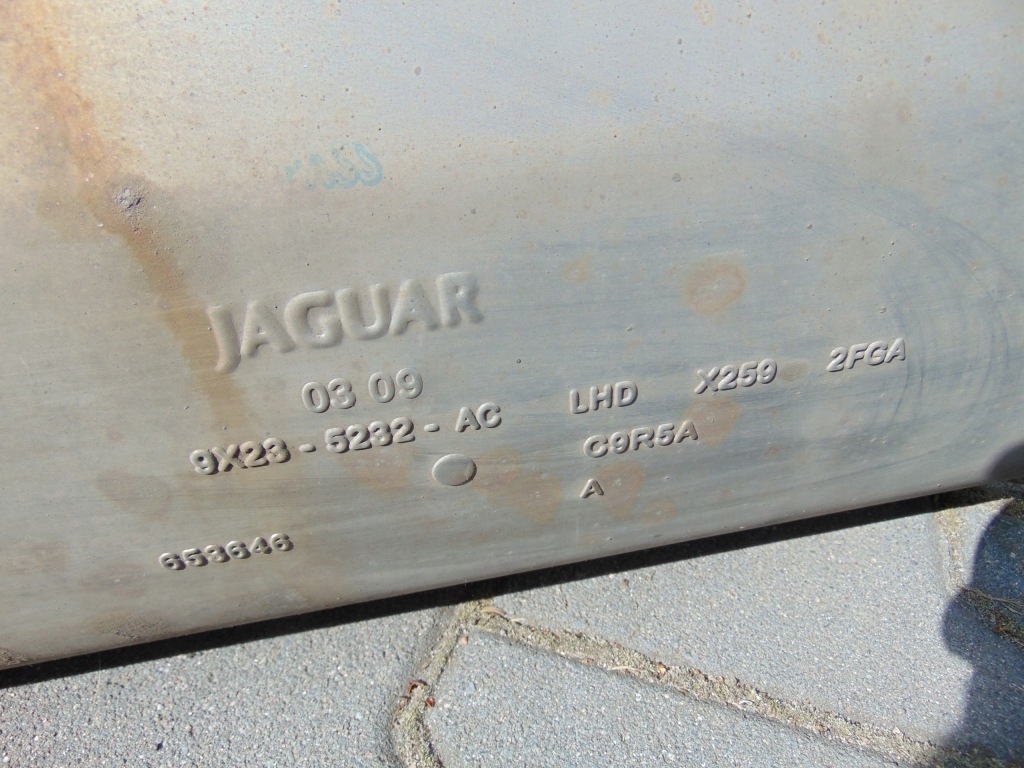 JAGUAR
03 09
9X23 - 5232 - AC LHD X259 2FGA
C9R5A
A
653646